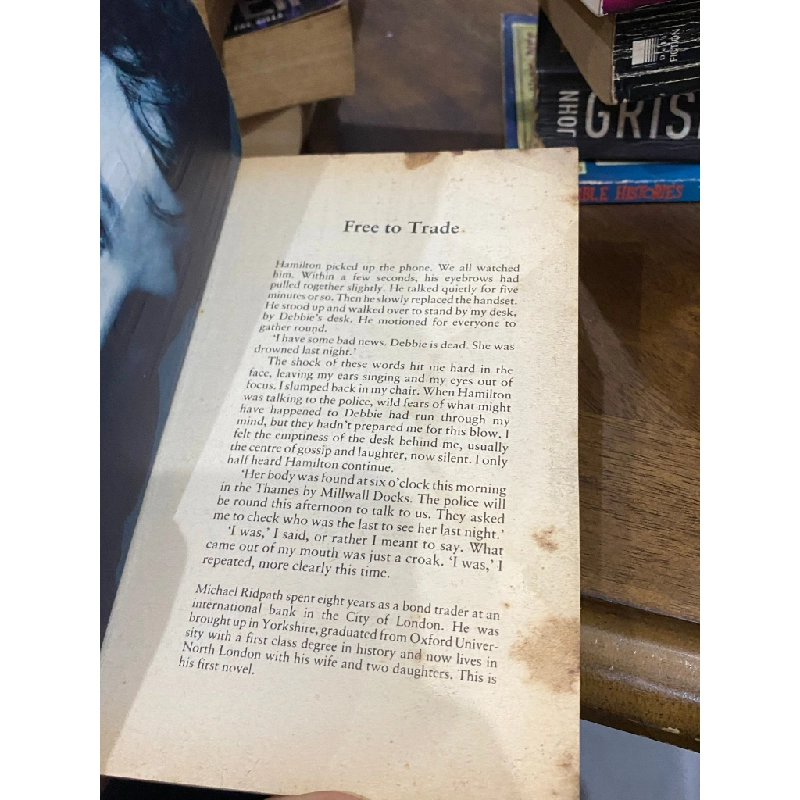 JOHN
GRIS
FICTION
BLE HISTORIES
Free to Trade
Hamilton picked up the phone. We all watched
him. Within a few seconds, his eyebrows had
pulled together slightly. He talked quietly for five
minutes or so. Then he slowly replaced the handset.
He stood up and walked over to stand by my desk,
by Debbie's desk. He motioned for everyone to
gather round.
'I have some bad news. Debbie is dead. She was
drowned last night.'
The shock of these words hit me hard in the
face, leaving my ears singing and my eyes out of
focus. I slumped back in my chair. When Hamilton
was talking to the police, wild fears of what might
have happened to Debbie had run through my
mind, but they hadn't prepared me for this blow. I
felt the emptiness of the desk behind me, usually
the centre of gossip and laughter, now silent. I only
half heard Hamilton continue.
'Her body was found at six o'clock this morning
in the Thames by Millwall Docks. The police will
be round this afternoon to talk to us. They asked
me to check who was the last to see her last night.'
'I was,' I said, or rather I meant to say. What
came out of my mouth was just a croak. 'I was,' I
repeated, more clearly this time.
Michael Ridpath spent eight years as a bond trader at an
international bank in the City of London. He was
brought up in Yorkshire, graduated from Oxford Univer-
sity with a first class degree in history and now lives in
North London with his wife and two daughters. This is
his first novel.